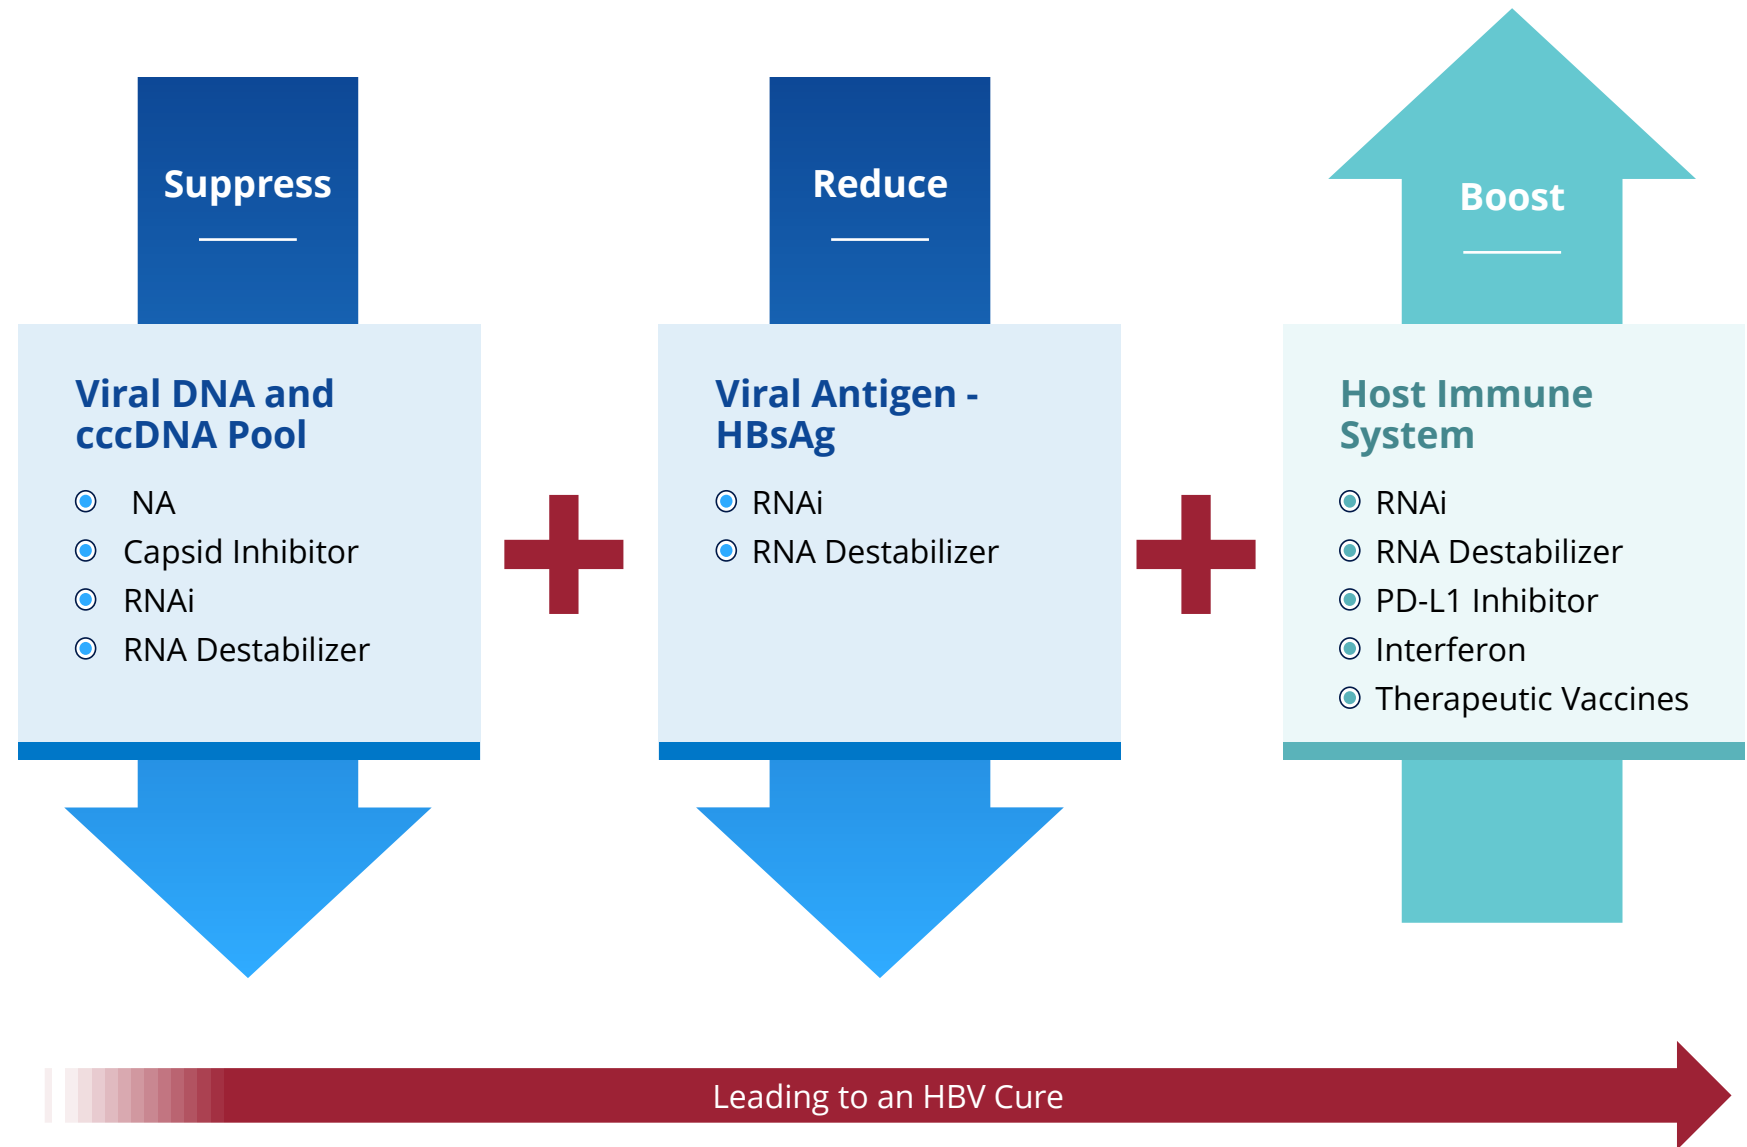 Suppress
Viral DNA and
cccDNA Pool
NA
Capsid Inhibitor
RNAi
RNA Destabilizer
Reduce
Viral Antigen -
HBsAg
RNAi
RNA Destabilizer
Boost
Host Immune
System
RNAi
RNA Destabilizer
PD-L1 Inhibitor
Interferon
Therapeutic Vaccines
Leading to an HBV Cure